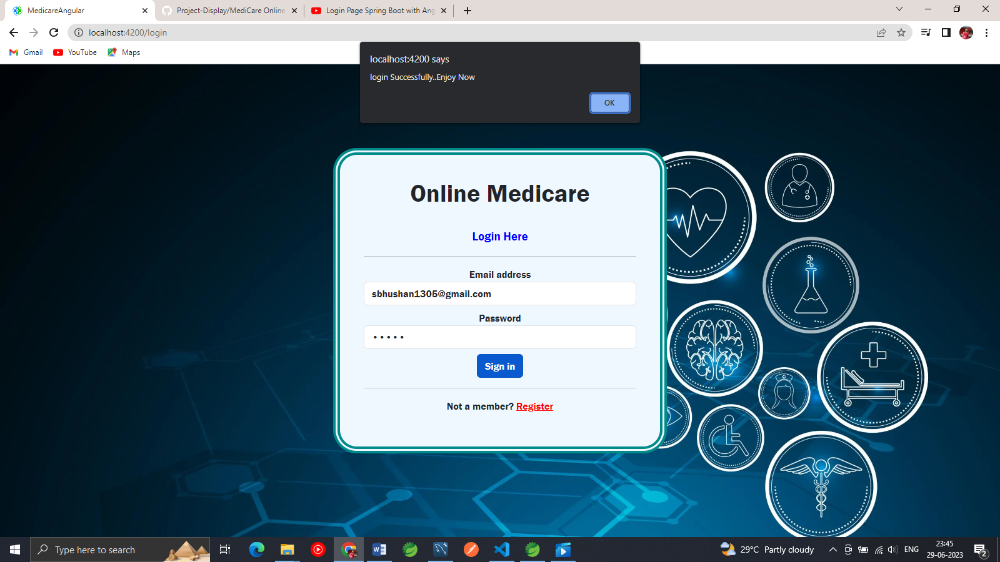 MedicareAngular
Project-Display/MediCare Online
Login Page Spring Boot with Ang
localhost:4200/login
Gmail
YouTube
Maps
localhost:4200 says
login Successfully..Enjoy Now
OK
Online Medicare
Login Here
Email address
sbhushan1305@gmail.com
Password
Sign in
Not a member? Register
Type here to search
29°C Partly cloudy
ENG
23:45
29-06-2023
2